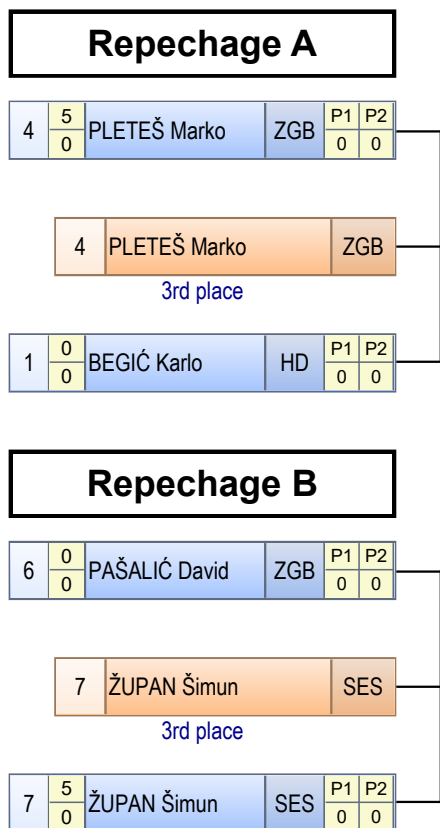 Repechage A
4 5 0 PLETEŠ Marko ZGB P1 P2 0 0
4 PLETEŠ Marko ZGB
3rd place
1 0 0 BEGIĆ Karlo HD P1 P2 0 0
Repechage B
6 0 0 PAŠALIĆ David ZGB P1 P2 0 0
7 ŽUPAN Šimun SES
3rd place
7 5 0 ŽUPAN Šimun SES P1 P2 0 0